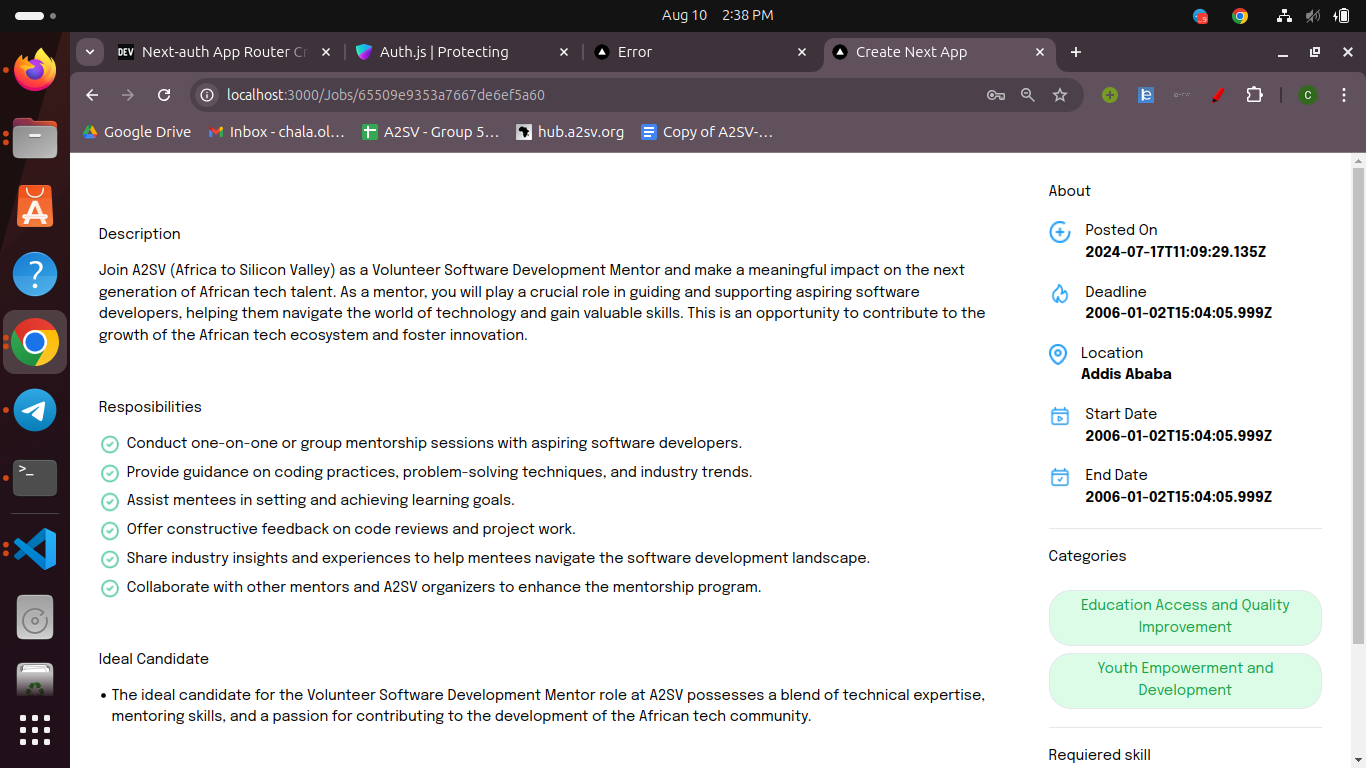 Aug 10 2:38 PM
Next-auth App Router Cr
Auth.js | Protecting
Error
Create Next App
localhost:3000/Jobs/65509e9353a7667de6ef5a60
C
Google Drive
Inbox - chala.ol...
A2SV - Group 5...
hub.a2sv.org
Copy of A2SV-...
Description
Join A2SV (Africa to Silicon Valley) as a Volunteer Software Development Mentor and make a meaningful impact on the next
generation of African tech talent. As a mentor, you will play a crucial role in guiding and supporting aspiring software
developers, helping them navigate the world of technology and gain valuable skills. This is an opportunity to contribute to the
growth of the African tech ecosystem and foster innovation.
Resposibilities
Conduct one-on-one or group mentorship sessions with aspiring software developers.
Provide guidance on coding practices, problem-solving techniques, and industry trends.
Assist mentees in setting and achieving learning goals.
Offer constructive feedback on code reviews and project work.
Share industry insights and experiences to help mentees navigate the software development landscape.
Collaborate with other mentors and A2SV organizers to enhance the mentorship program.
Ideal Candidate
• The ideal candidate for the Volunteer Software Development Mentor role at A2SV possesses a blend of technical expertise,
mentoring skills, and a passion for contributing to the development of the African tech community.
About
Posted On
2024-07-17T11:09:29.135Z
Deadline
2006-01-02T15:04:05.999Z
Location
Addis Ababa
Start Date
2006-01-02T15:04:05.999Z
End Date
2006-01-02T15:04:05.999Z
Categories
Education Access and Quality
Improvement
Youth Empowerment and
Development
Requiered skill